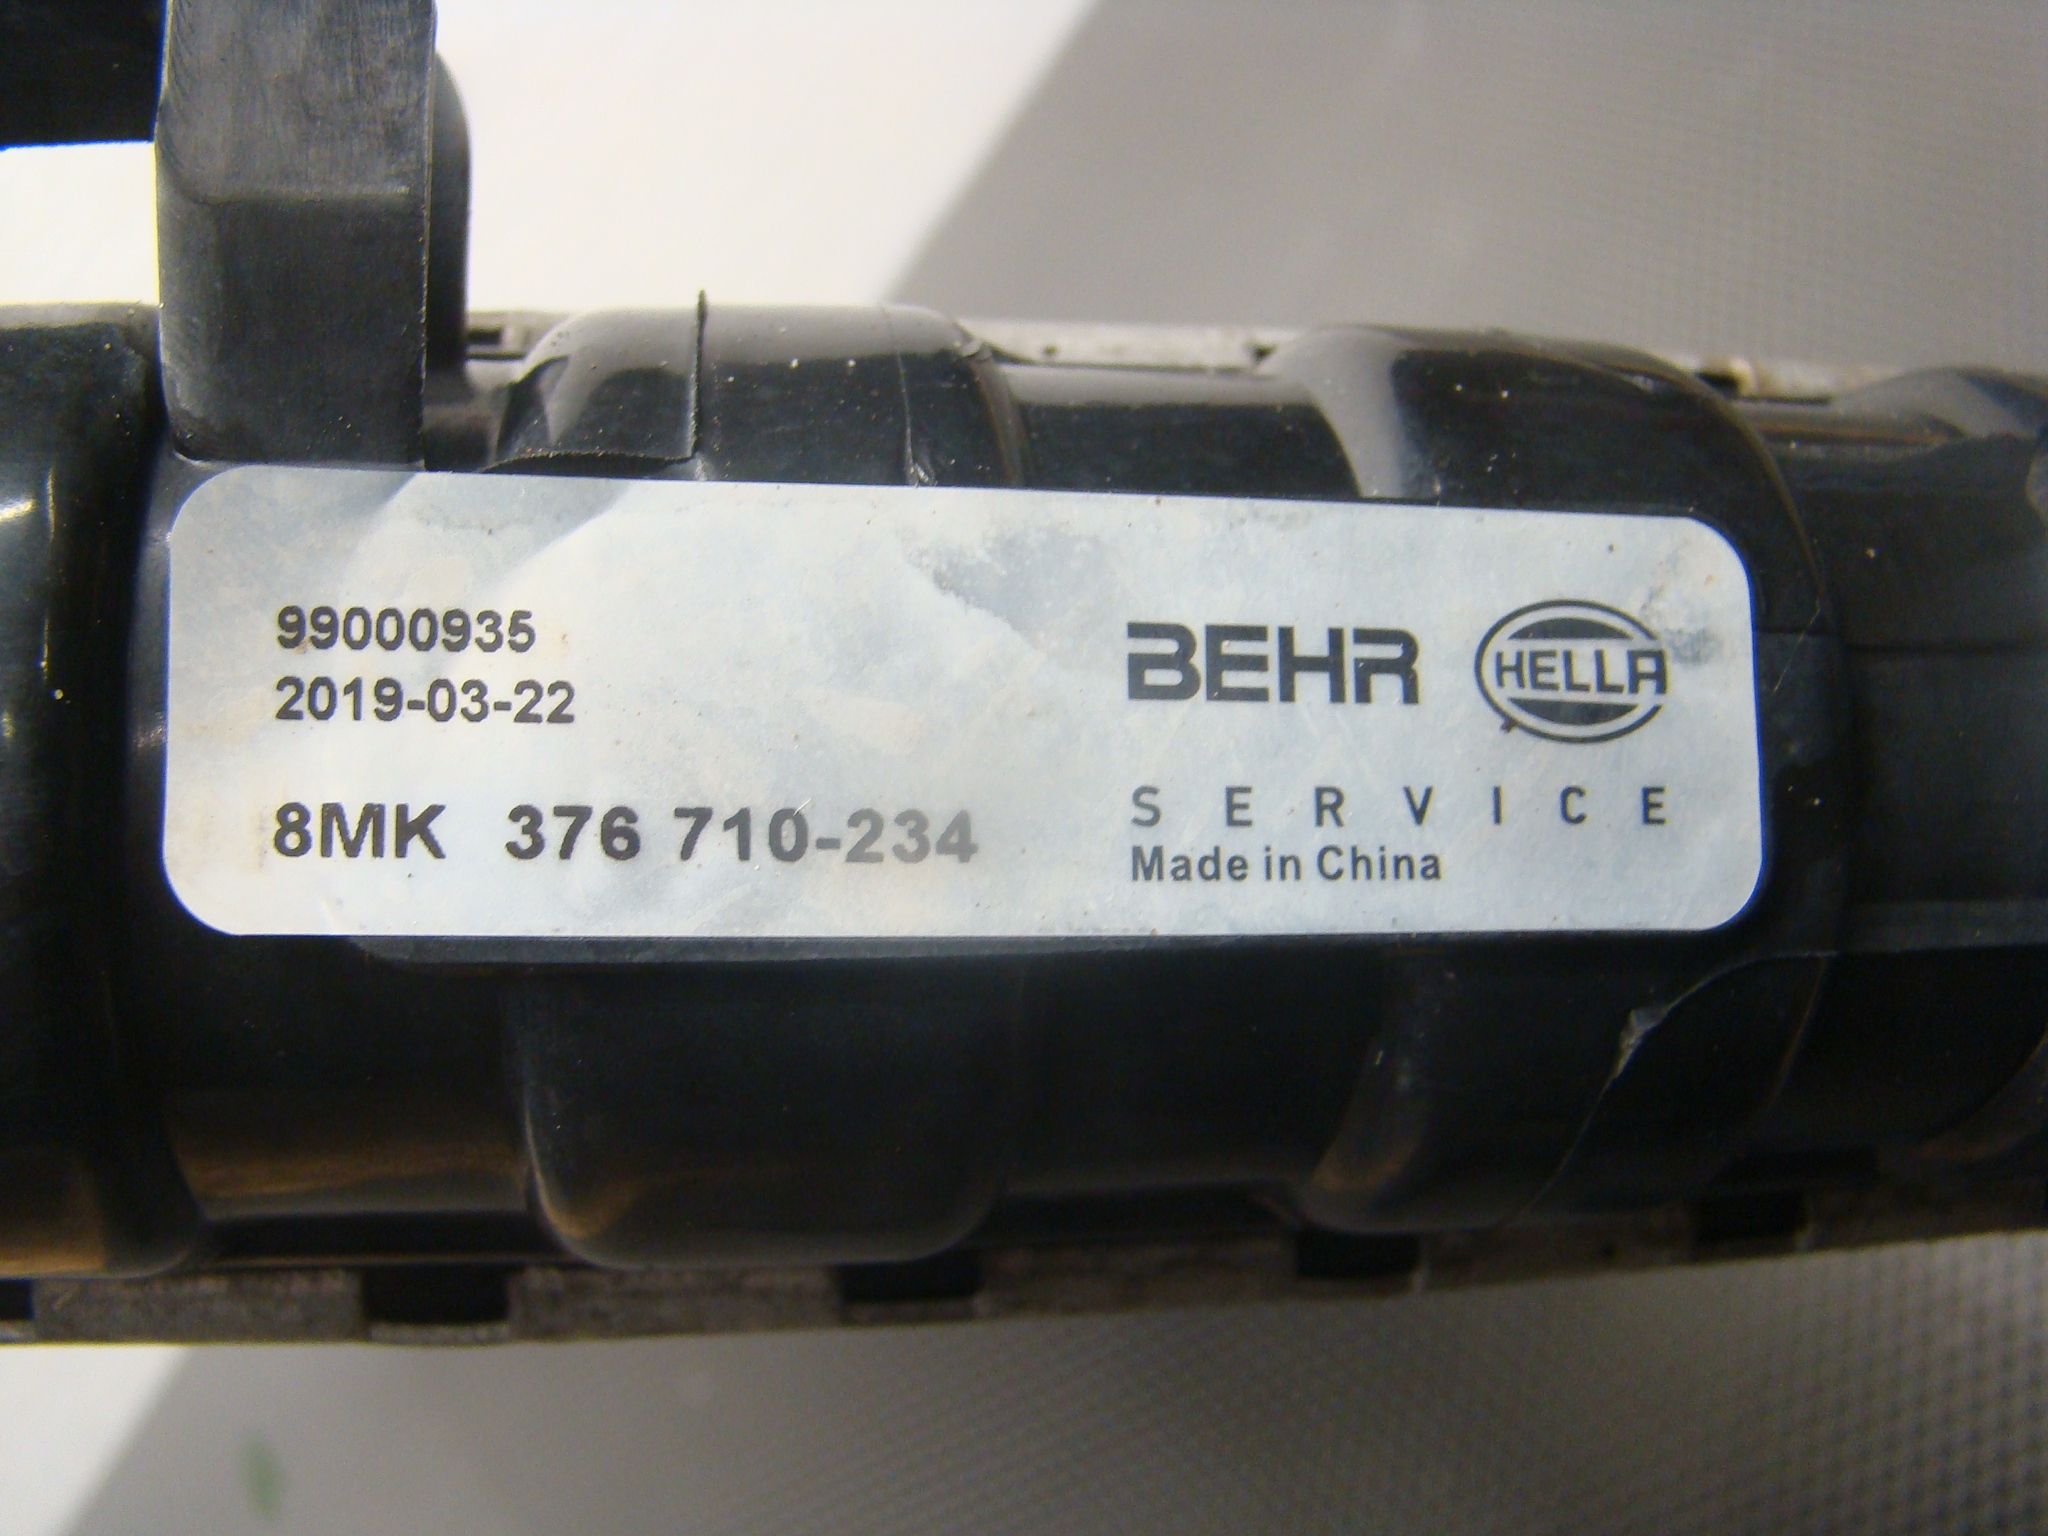 99000935
2019-03-22
8MK 376 710-234
BEHR HELLA
SERVICE
Made in China